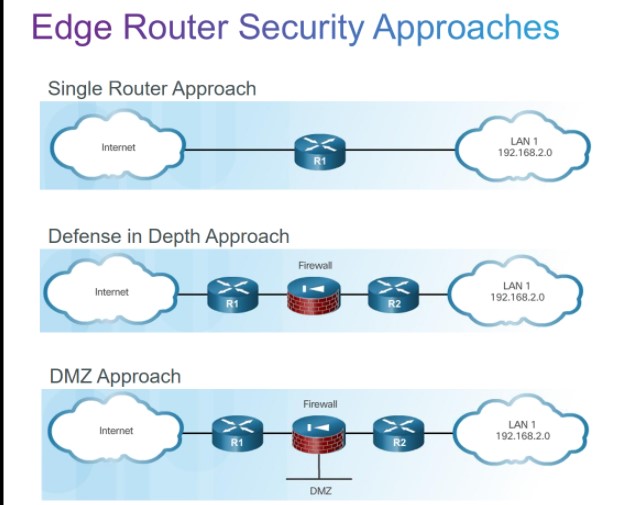 Edge Router Security Approaches
Single Router Approach
Internet
R1
LAN 1
192.168.2.0
Defense in Depth Approach
Firewall
Internet
R1
R2
LAN 1
192.168.2.0
DMZ Approach
Firewall
Internet
R1
R2
LAN 1
192.168.2.0
DMZ